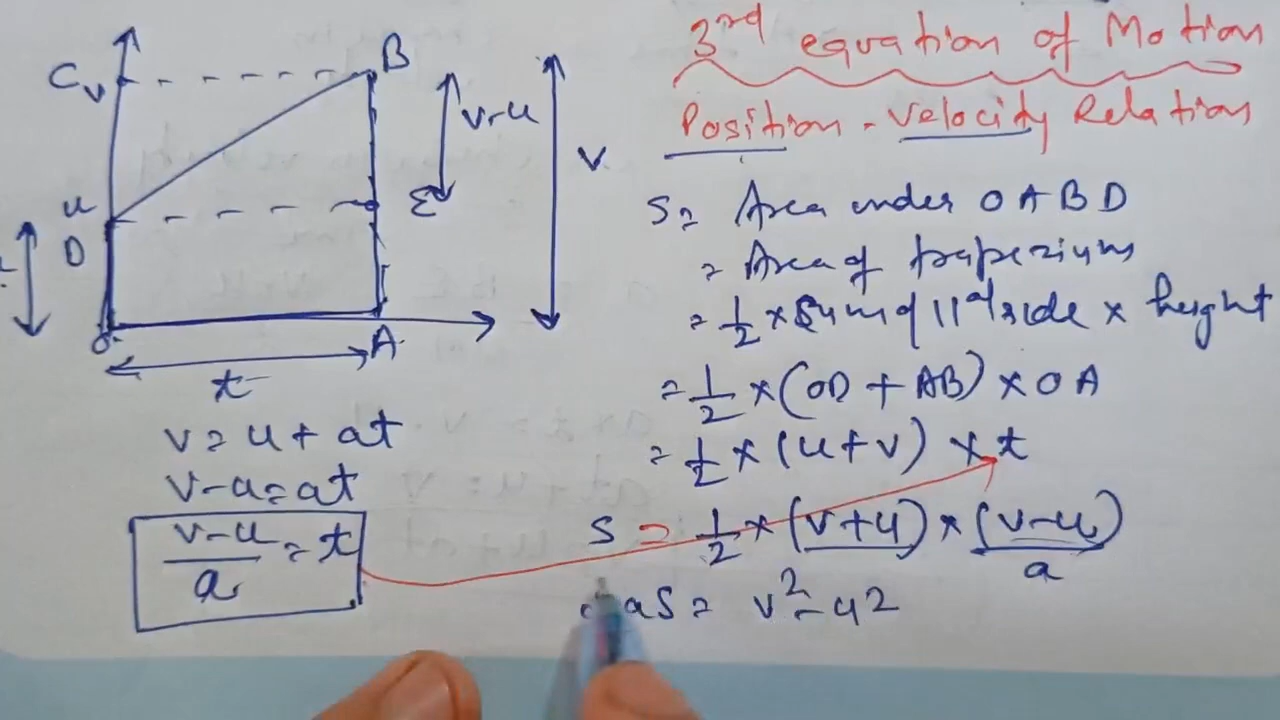 3rd equation of Motion
Position - Velocity Relation
C
v
B
v-u
v
u
D
E
O
A
t
S = Area under OABD
= Area of trapezium
= 1/2 × Sum of ||al side × height
= 1/2 × (OD + AB) × OA
= 1/2 × (u+v) × t
S = 1/2 × (v+u) × (v-u)/a
aS = v²-u²
v = u + at
v-u = at
v-u/a = t